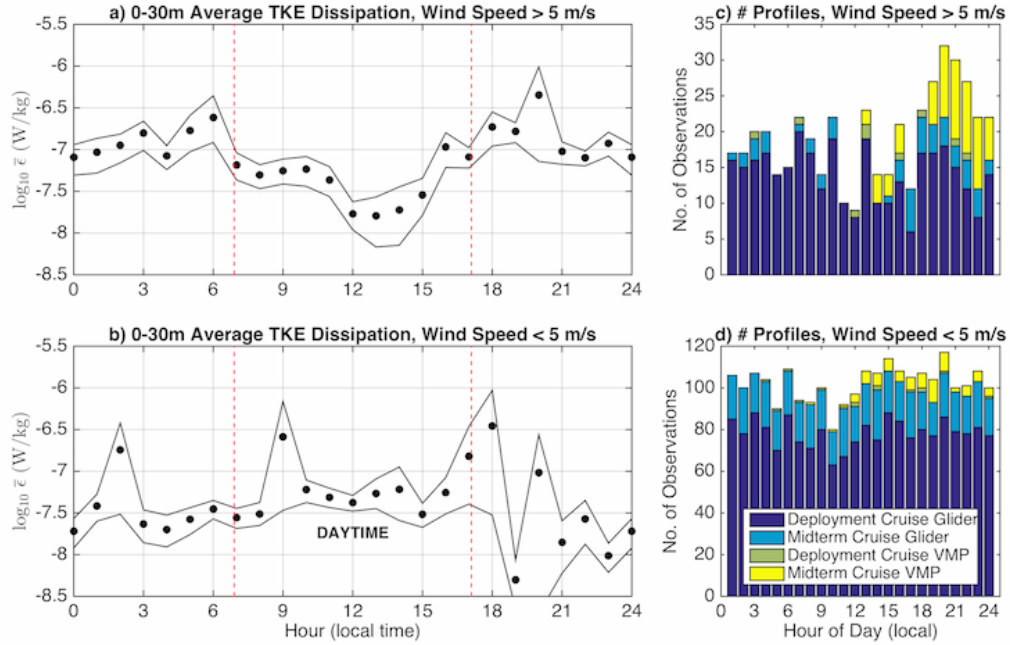 a) 0-30m Average TKE Dissipation, Wind Speed > 5 m/s
-5.5
-6
-6.5
-7
-7.5
-8
-8.5
log₁₀ ε̅ (W/kg)
0 3 6 9 12 15 18 21 24
c) # Profiles, Wind Speed > 5 m/s
35
30
25
20
15
10
5
0
No. of Observations
b) 0-30m Average TKE Dissipation, Wind Speed < 5 m/s
-5.5
-6
-6.5
-7
-7.5
-8
-8.5
log₁₀ ε̅ (W/kg)
DAYTIME
0 3 6 9 12 15 18 21 24
Hour (local time)
d) # Profiles, Wind Speed < 5 m/s
120
100
80
60
40
20
0
No. of Observations
Deployment Cruise Glider
Midterm Cruise Glider
Deployment Cruise VMP
Midterm Cruise VMP
0 3 6 9 12 15 18 21 24
Hour of Day (local)